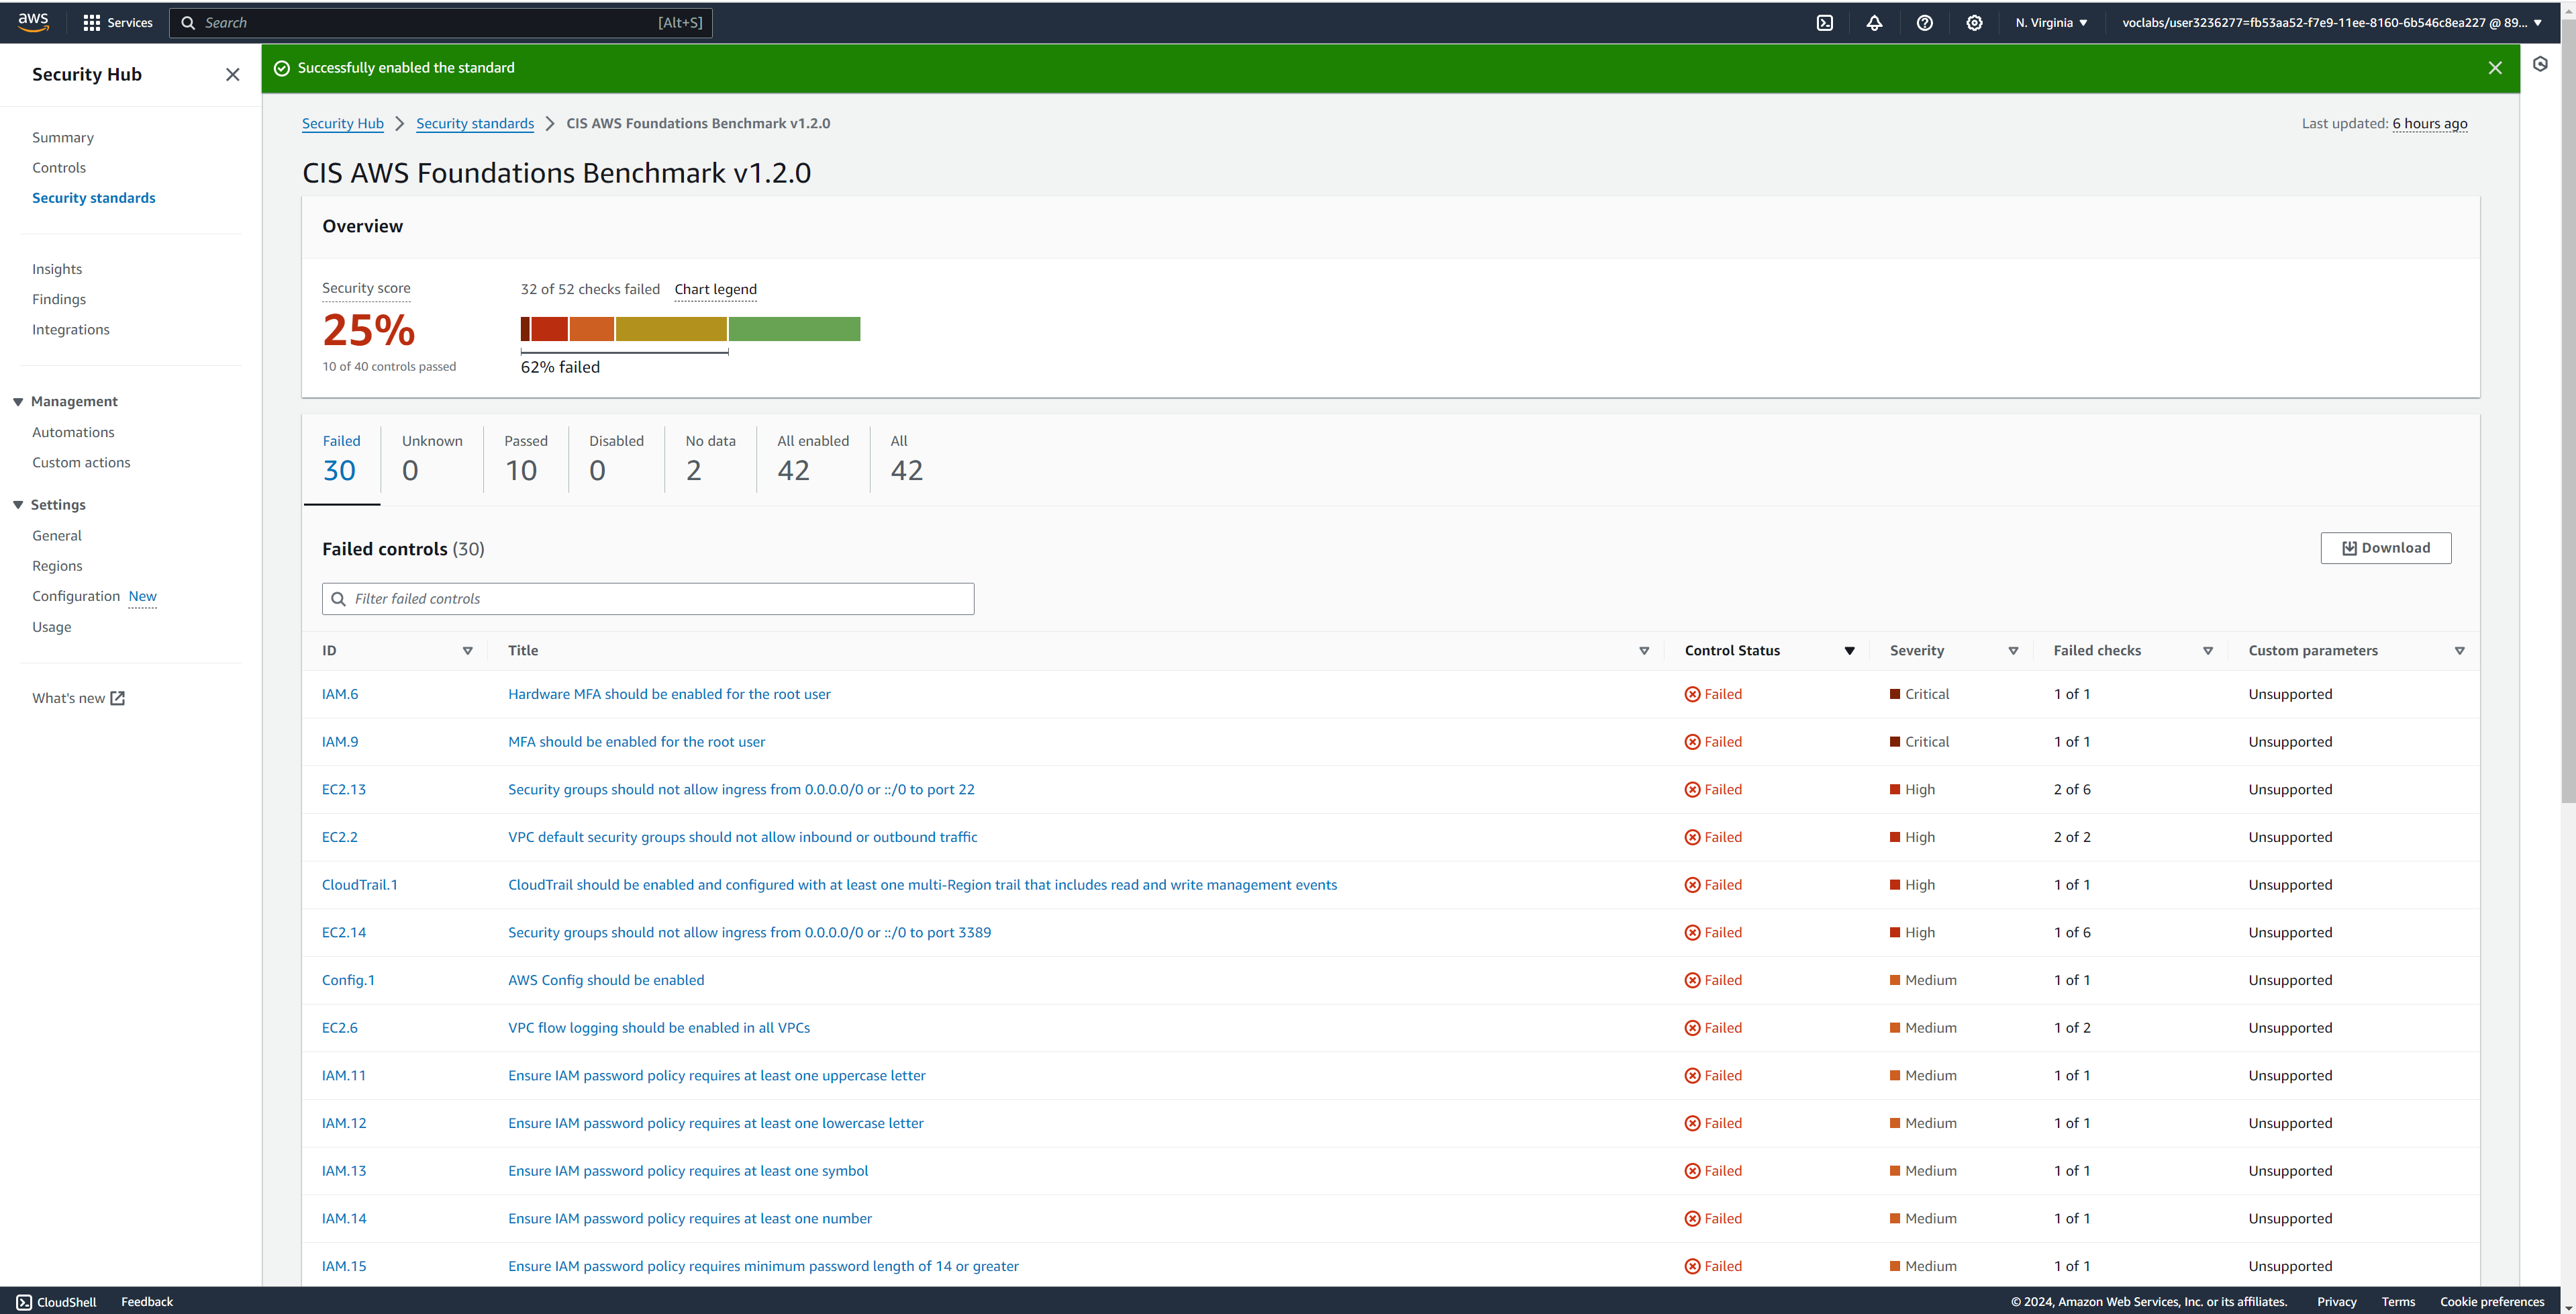 aws Services Search [Alt+S] N. Virginia voclabs/user3236277=fb53aa52-f7e9-11ee-8160-6b546c8ea227 @ 89...
Security Hub
Successfully enabled the standard
Summary
Controls
Security standards
Insights
Findings
Integrations
Management
Automations
Custom actions
Settings
General
Regions
Configuration New
Usage
What's new
Security Hub Security standards CIS AWS Foundations Benchmark v1.2.0 Last updated: 6 hours ago
CIS AWS Foundations Benchmark v1.2.0
Overview
Security score
25%
10 of 40 controls passed
32 of 52 checks failed Chart legend
62% failed
Failed 30
Unknown 0
Passed 10
Disabled 0
No data 2
All enabled 42
All 42
Failed controls (30) Download
Filter failed controls
ID Title Control Status Severity Failed checks Custom parameters
IAM.6 Hardware MFA should be enabled for the root user Failed Critical 1 of 1 Unsupported
IAM.9 MFA should be enabled for the root user Failed Critical 1 of 1 Unsupported
EC2.13 Security groups should not allow ingress from 0.0.0.0/0 or ::/0 to port 22 Failed High 2 of 6 Unsupported
EC2.2 VPC default security groups should not allow inbound or outbound traffic Failed High 2 of 2 Unsupported
CloudTrail.1 CloudTrail should be enabled and configured with at least one multi-Region trail that includes read and write management events Failed High 1 of 1 Unsupported
EC2.14 Security groups should not allow ingress from 0.0.0.0/0 or ::/0 to port 3389 Failed High 1 of 6 Unsupported
Config.1 AWS Config should be enabled Failed Medium 1 of 1 Unsupported
EC2.6 VPC flow logging should be enabled in all VPCs Failed Medium 1 of 2 Unsupported
IAM.11 Ensure IAM password policy requires at least one uppercase letter Failed Medium 1 of 1 Unsupported
IAM.12 Ensure IAM password policy requires at least one lowercase letter Failed Medium 1 of 1 Unsupported
IAM.13 Ensure IAM password policy requires at least one symbol Failed Medium 1 of 1 Unsupported
IAM.14 Ensure IAM password policy requires at least one number Failed Medium 1 of 1 Unsupported
IAM.15 Ensure IAM password policy requires minimum password length of 14 or greater Failed Medium 1 of 1 Unsupported
CloudShell Feedback © 2024, Amazon Web Services, Inc. or its affiliates. Privacy Terms Cookie preferences